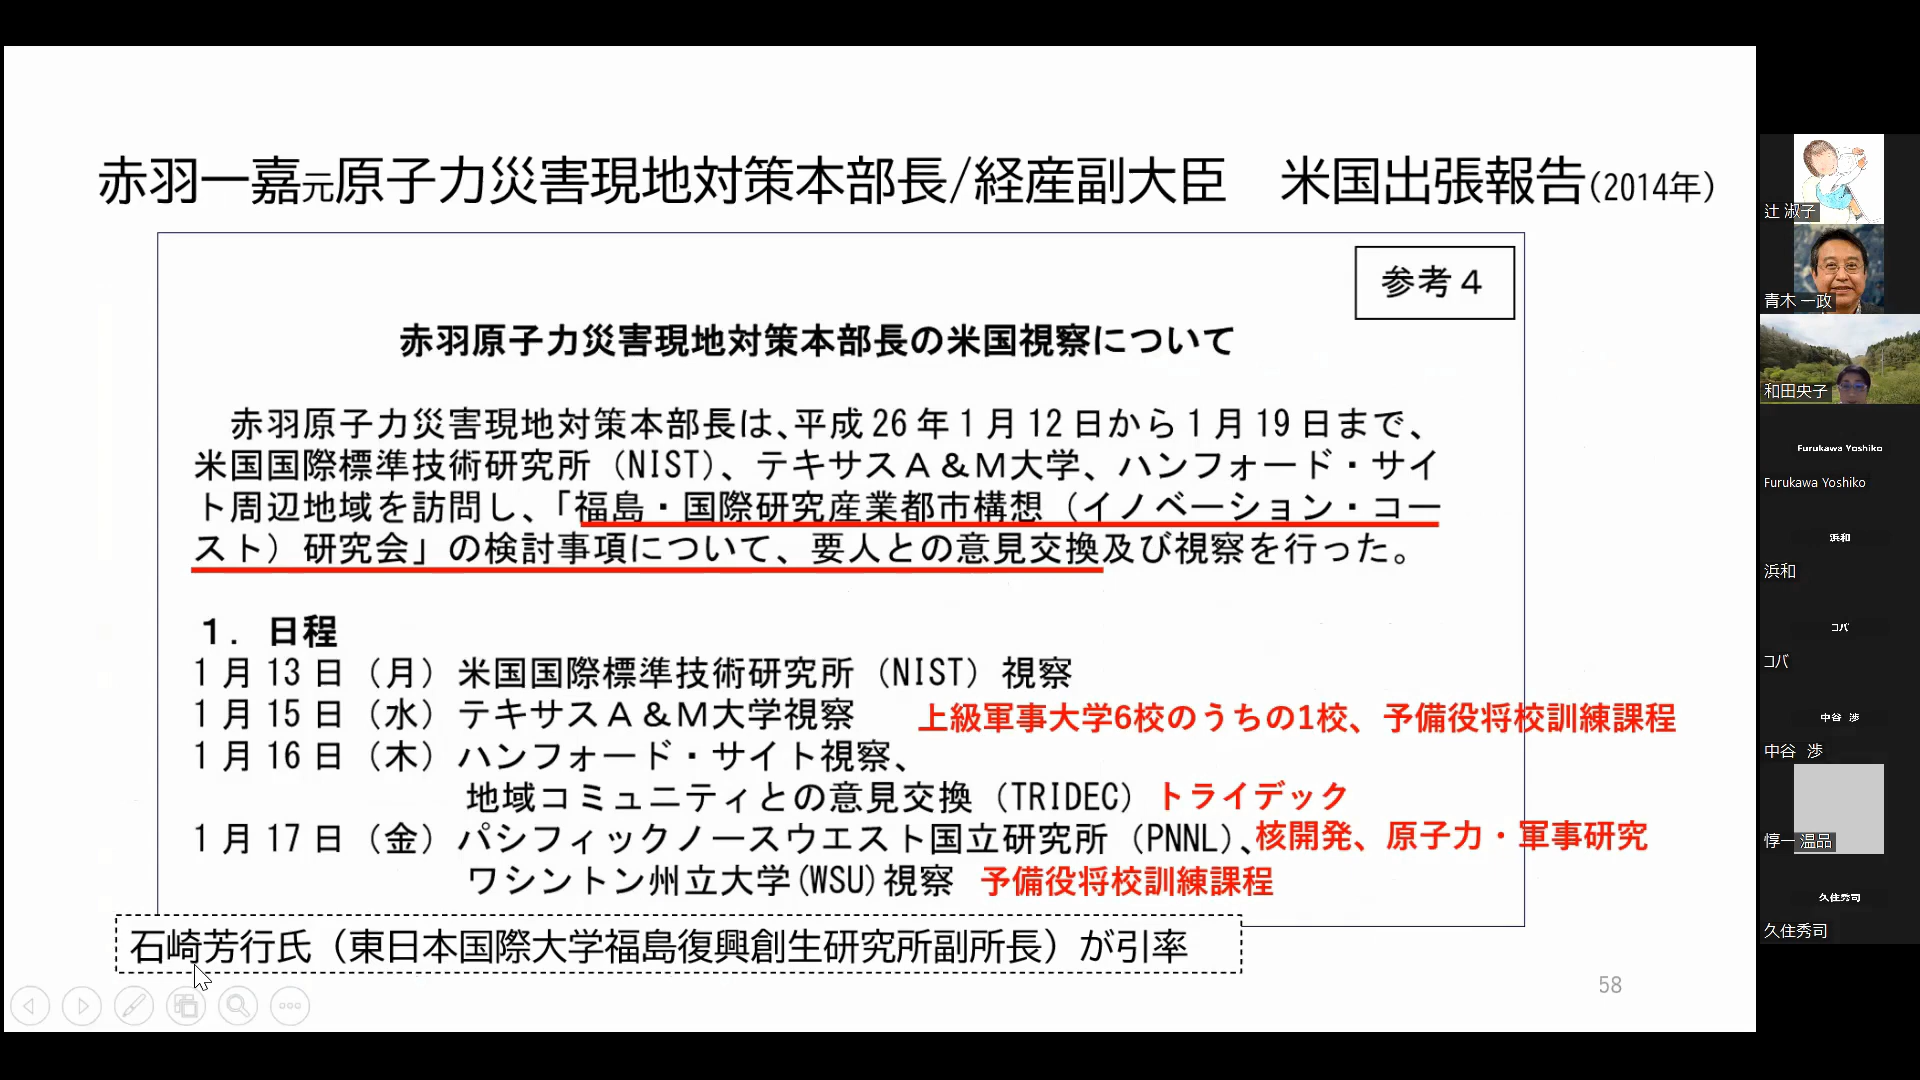 赤羽一嘉元原子力災害現地対策本部長/経産副大臣　米国出張報告(2014年)
参考４
赤羽原子力災害現地対策本部長の米国視察について
赤羽原子力災害現地対策本部長は、平成26年1月12日から1月19日まで、
米国国際標準技術研究所（NIST）、テキサスＡ＆Ｍ大学、ハンフォード・サイ
ト周辺地域を訪問し、「福島・国際研究産業都市構想（イノベーション・コー
スト）研究会」の検討事項について、要人との意見交換及び視察を行った。
１．日程
1月13日（月）米国国際標準技術研究所（NIST）視察
1月15日（水）テキサスＡ＆Ｍ大学視察　上級軍事大学6校のうちの1校、予備役将校訓練課程
1月16日（木）ハンフォード・サイト視察、
地域コミュニティとの意見交換（TRIDEC）トライデック
1月17日（金）パシフィックノースウエスト国立研究所（PNNL）、核開発、原子力・軍事研究
ワシントン州立大学(WSU)視察　予備役将校訓練課程
石崎芳行氏（東日本国際大学福島復興創生研究所副所長）が引率
58
辻 淑子
青木 一政
和田央子
Furukawa Yoshiko
Furukawa Yoshiko
浜和
浜和
コバ
コバ
中谷 渉
中谷 渉
惇一 温品
久住秀司
久住秀司